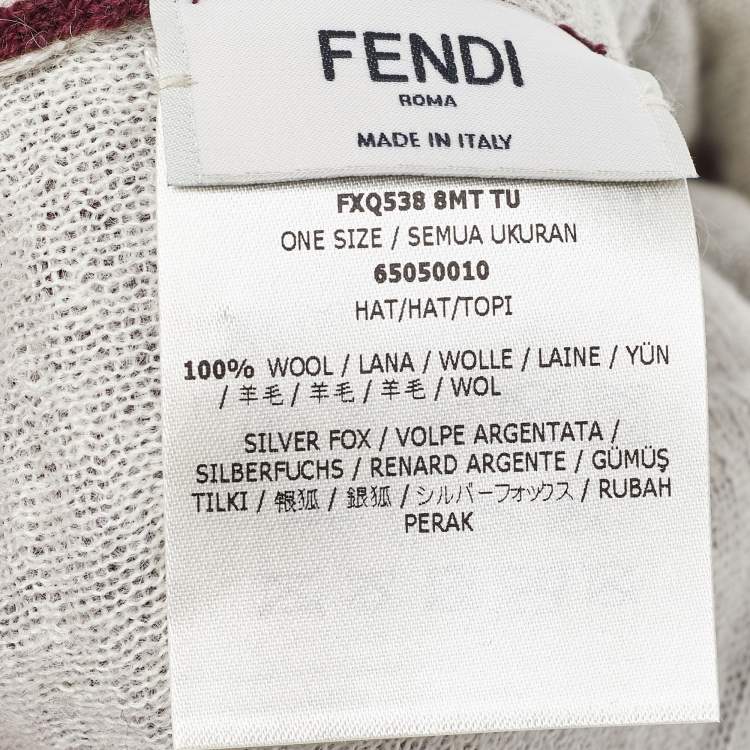 FENDI
ROMA
MADE IN ITALY
FXQ538 8MT TU
ONE SIZE / SEMUA UKURAN
65050010
HAT/HAT/TOPI
100% WOOL / LANA / WOLLE / LAINE / YÜN
/ 羊毛 / 羊毛 / 羊毛 / WOL
SILVER FOX / VOLPE ARGENTATA /
SILBERFUCHS / RENARD ARGENTE / GÜMÜŞ
TILKI / 银狐 / 銀狐 / シルバーフォックス / RUBAH
PERAK